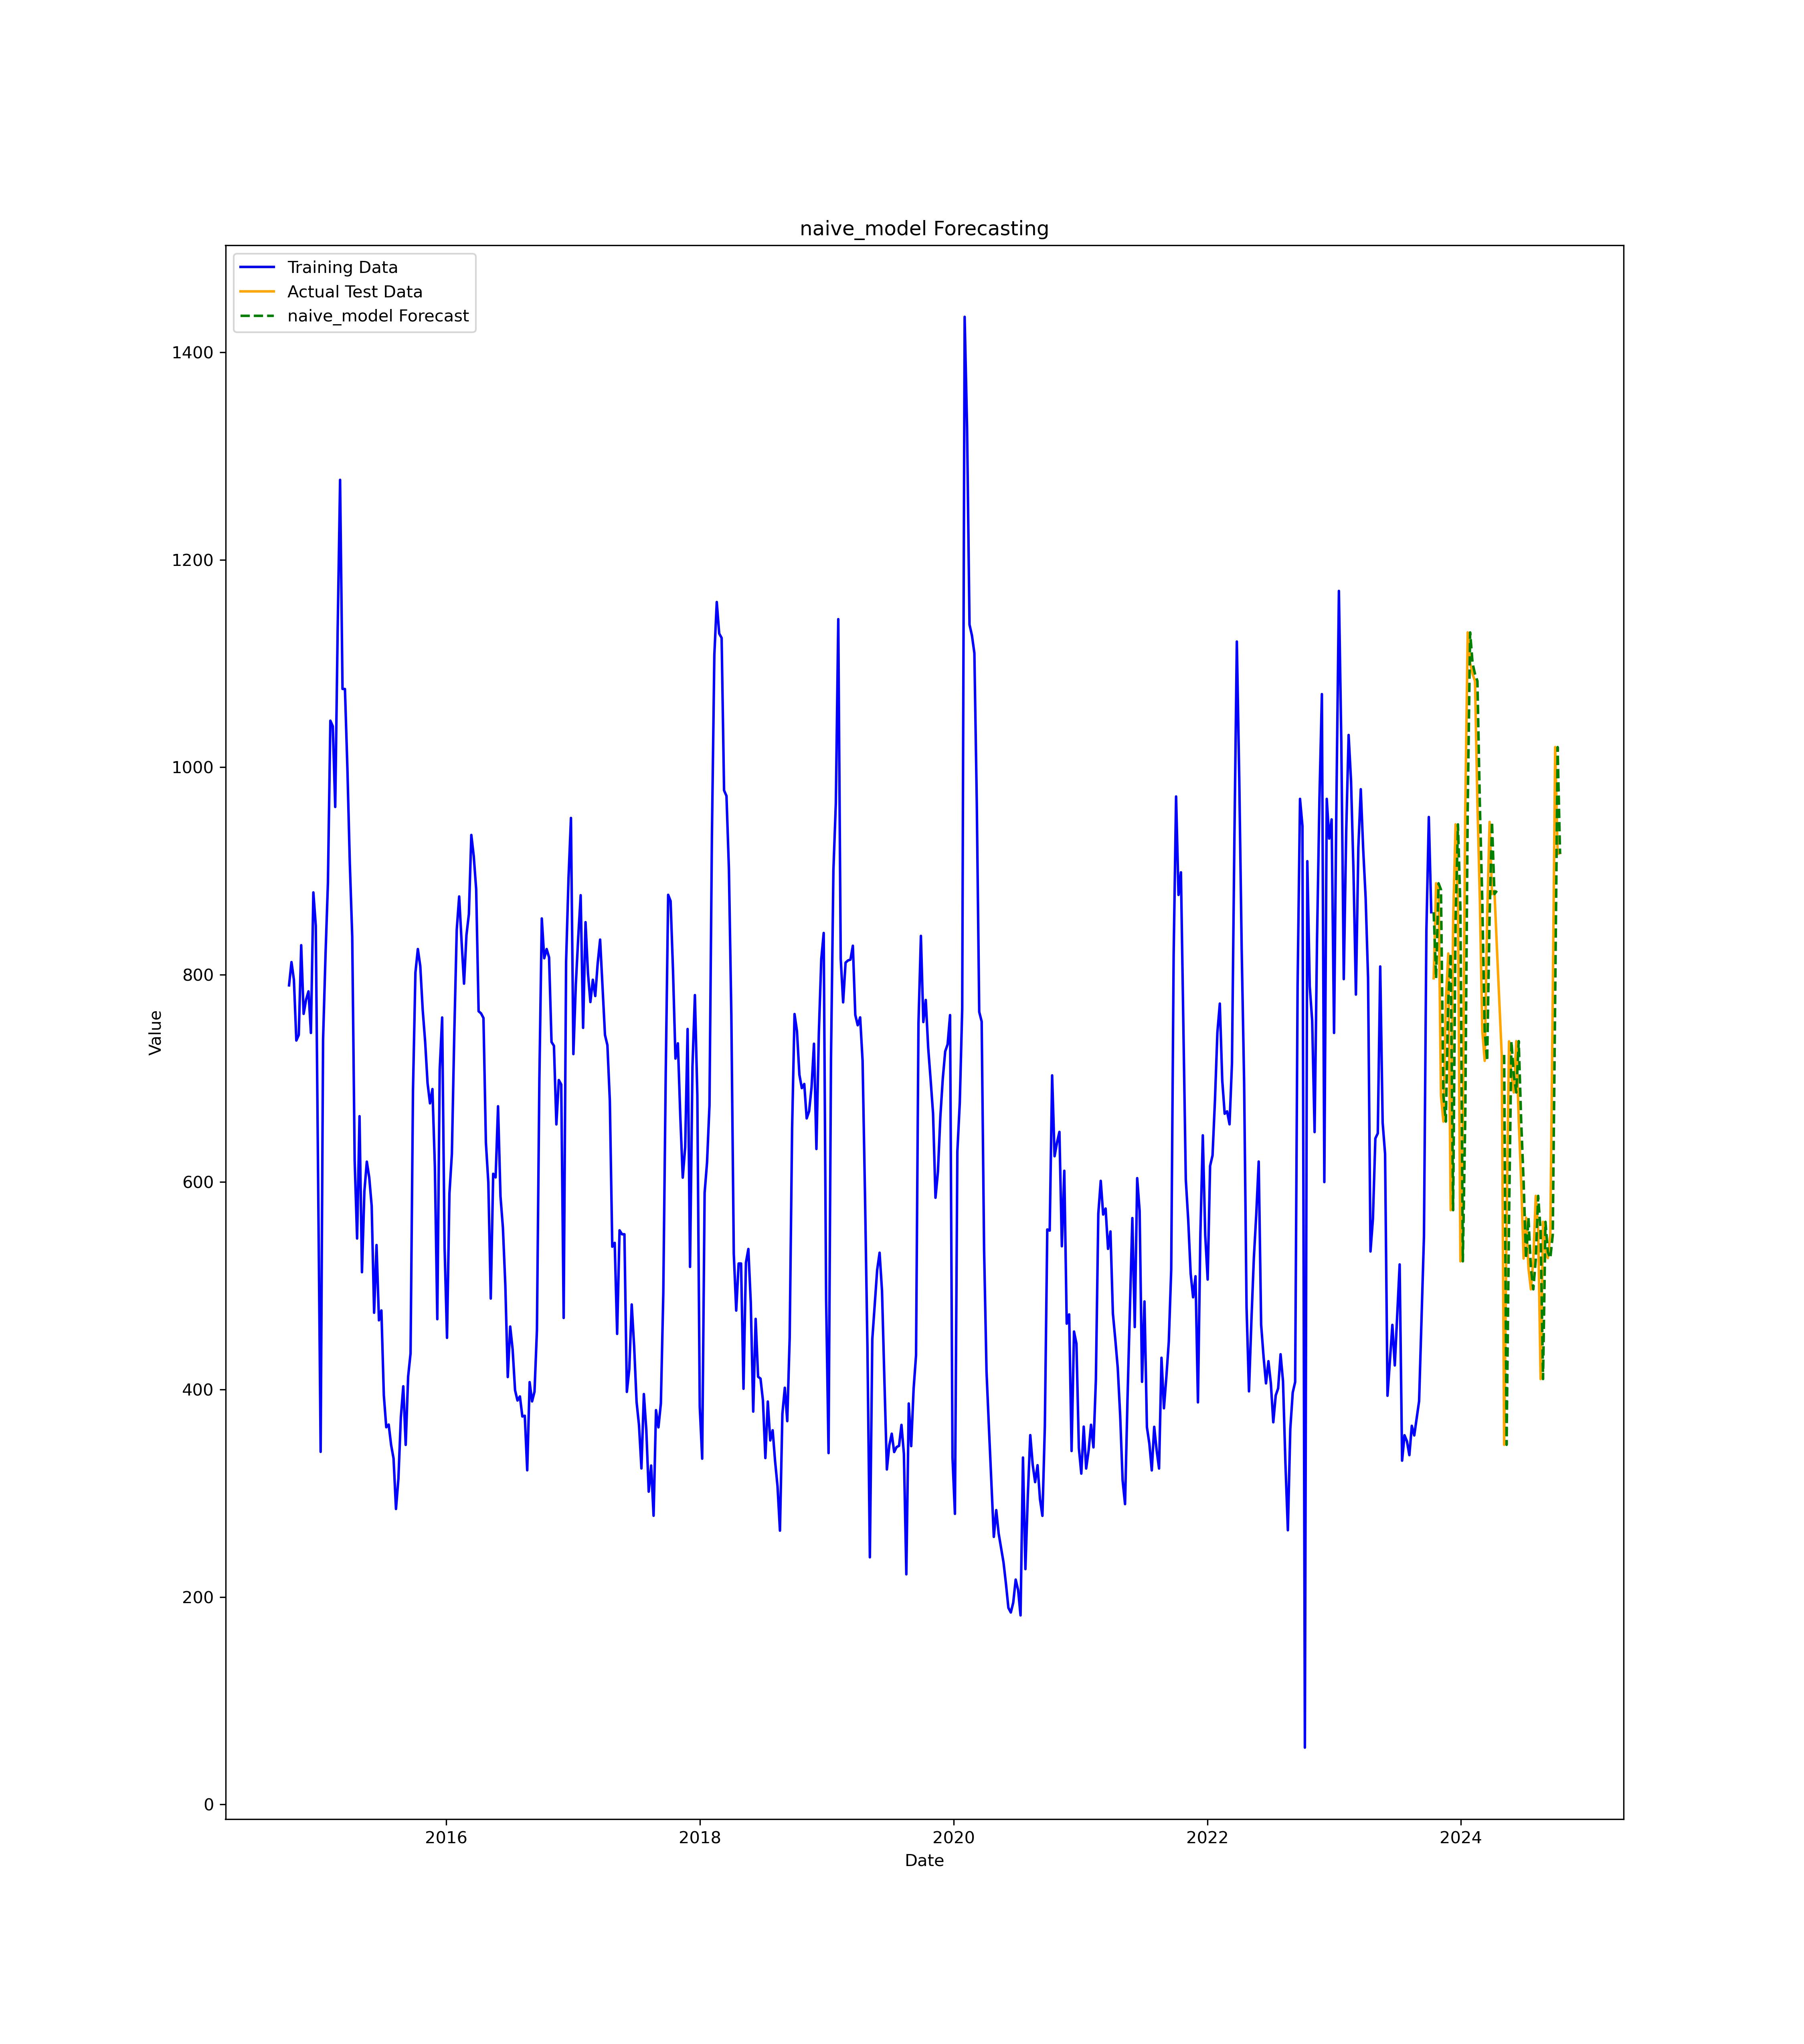 naive_model Forecasting
Training Data
Actual Test Data
naive_model Forecast
1400
1200
1000
800
600
400
200
0
Value
2016 2018 2020 2022 2024
Date